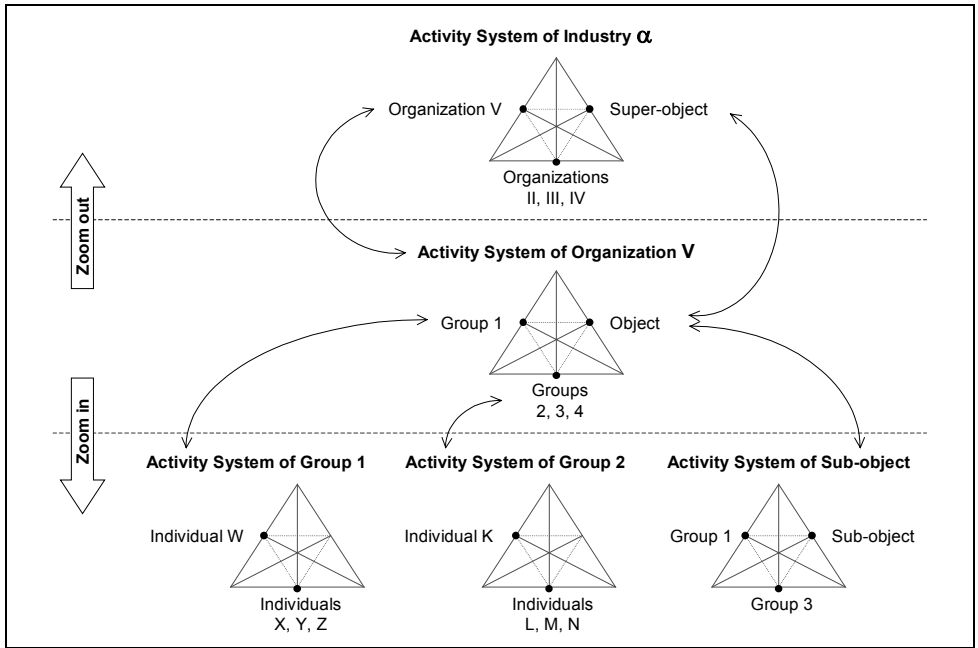 Activity System of Industry α
Organization V
Super-object
Organizations
II, III, IV
Zoom out
Activity System of Organization V
Group 1
Object
Groups
2, 3, 4
Zoom in
Activity System of Group 1
Activity System of Group 2
Activity System of Sub-object
Individual W
Individual K
Group 1
Sub-object
Individuals
X, Y, Z
Individuals
L, M, N
Group 3